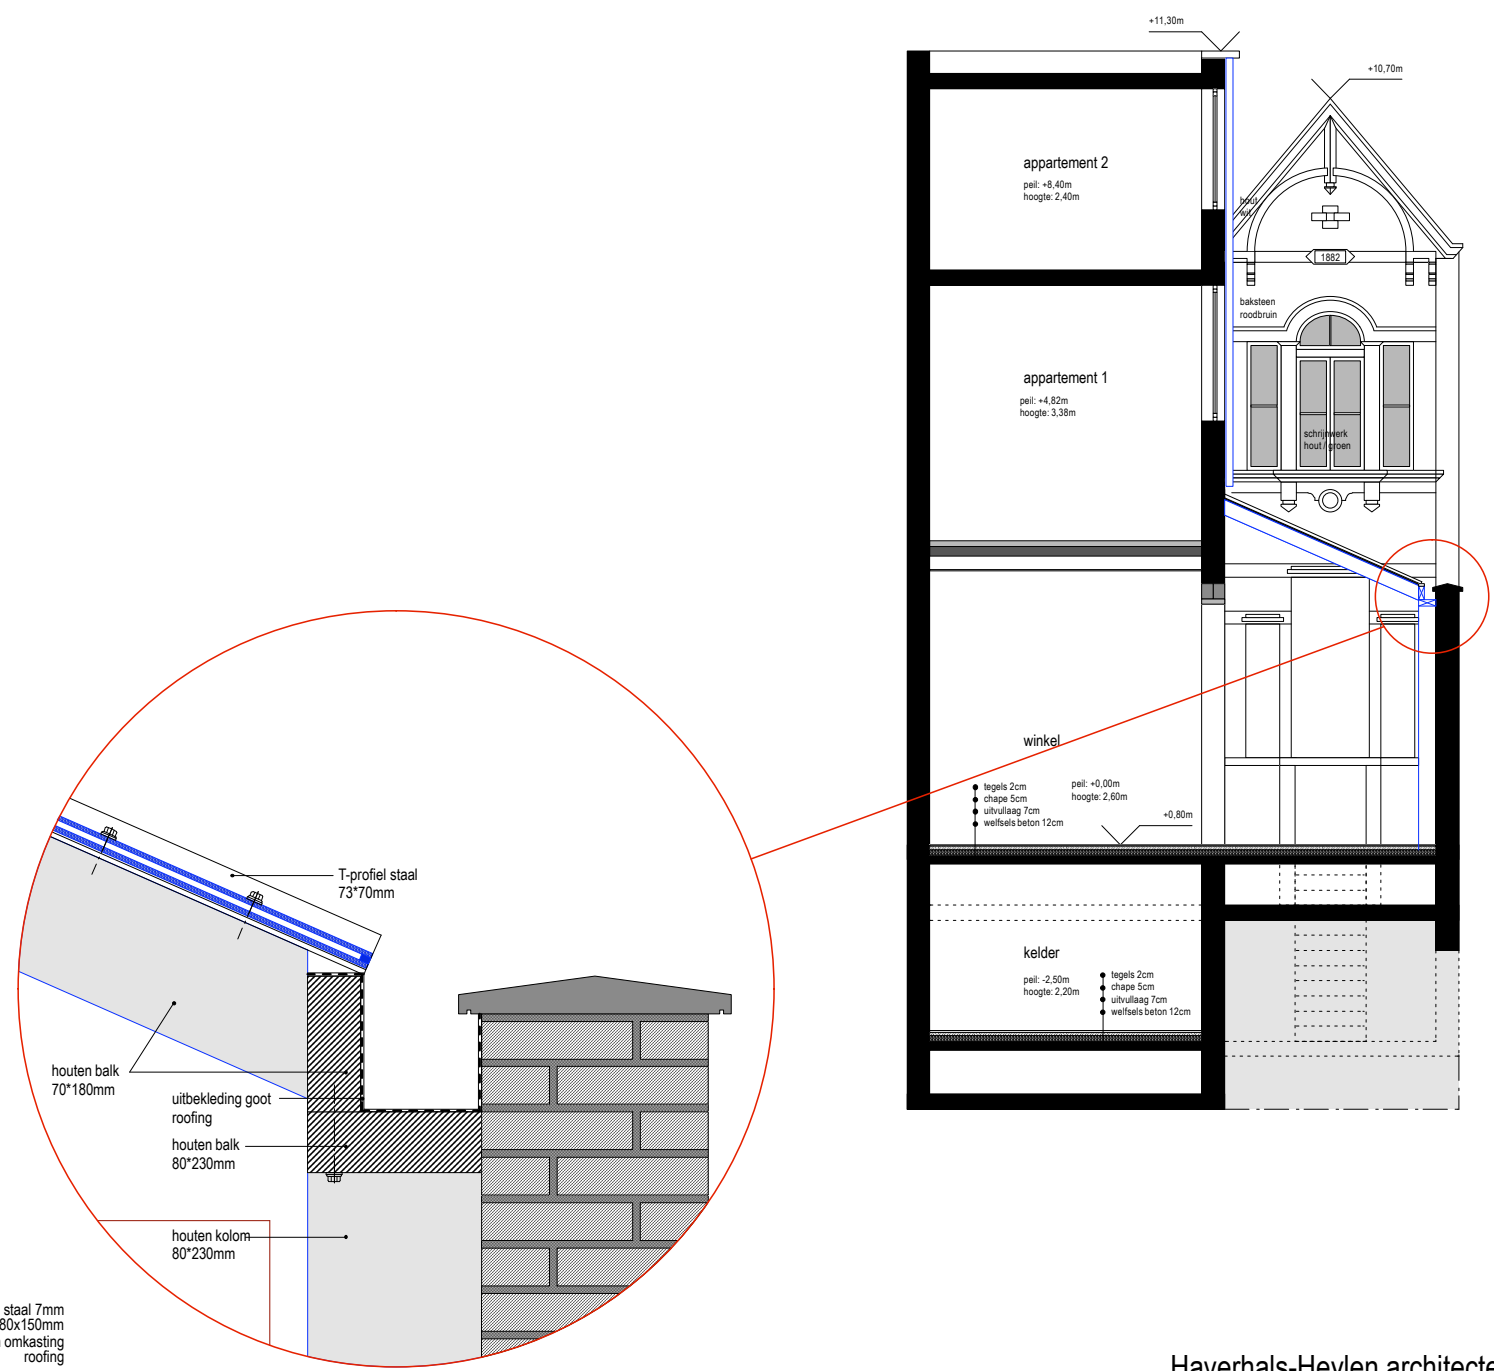 +11,30m
+10,70m
appartement 2
peil: +8,40m
hoogte: 2,40m
hout
wit
1882
baksteen
roodbruin
appartement 1
peil: +4,82m
hoogte: 3,38m
schrijnwerk
hout / groen
winkel
peil: +0,00m
hoogte: 2,60m
tegels 2cm
chape 5cm
uitvullaag 7cm
welfsels beton 12cm
+0,80m
kelder
peil: -2,50m
hoogte: 2,20m
tegels 2cm
chape 5cm
uitvullaag 7cm
welfsels beton 12cm
T-profiel staal
73*70mm
houten balk
70*180mm
uitbekleding goot
roofing
houten balk
80*230mm
houten kolom
80*230mm
staal 7mm
80x150mm
omkasting
roofing
Haverhals-Heylen architecte